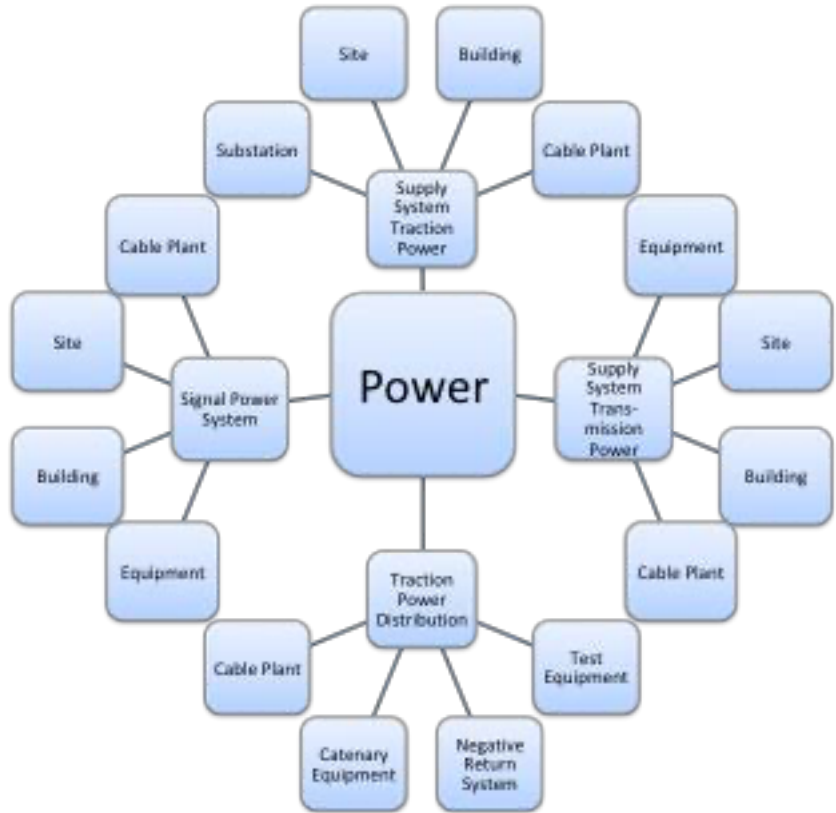 Site
Building
Substation
Cable Plant
Supply
System
Traction
Power
Cable Plant
Equipment
Site
Site
Power
Signal Power
System
Supply
System
Trans-
mission
Power
Building
Building
Equipment
Cable Plant
Traction
Power
Distribution
Cable Plant
Test
Equipment
Catenary
Equipment
Negative
Return
System